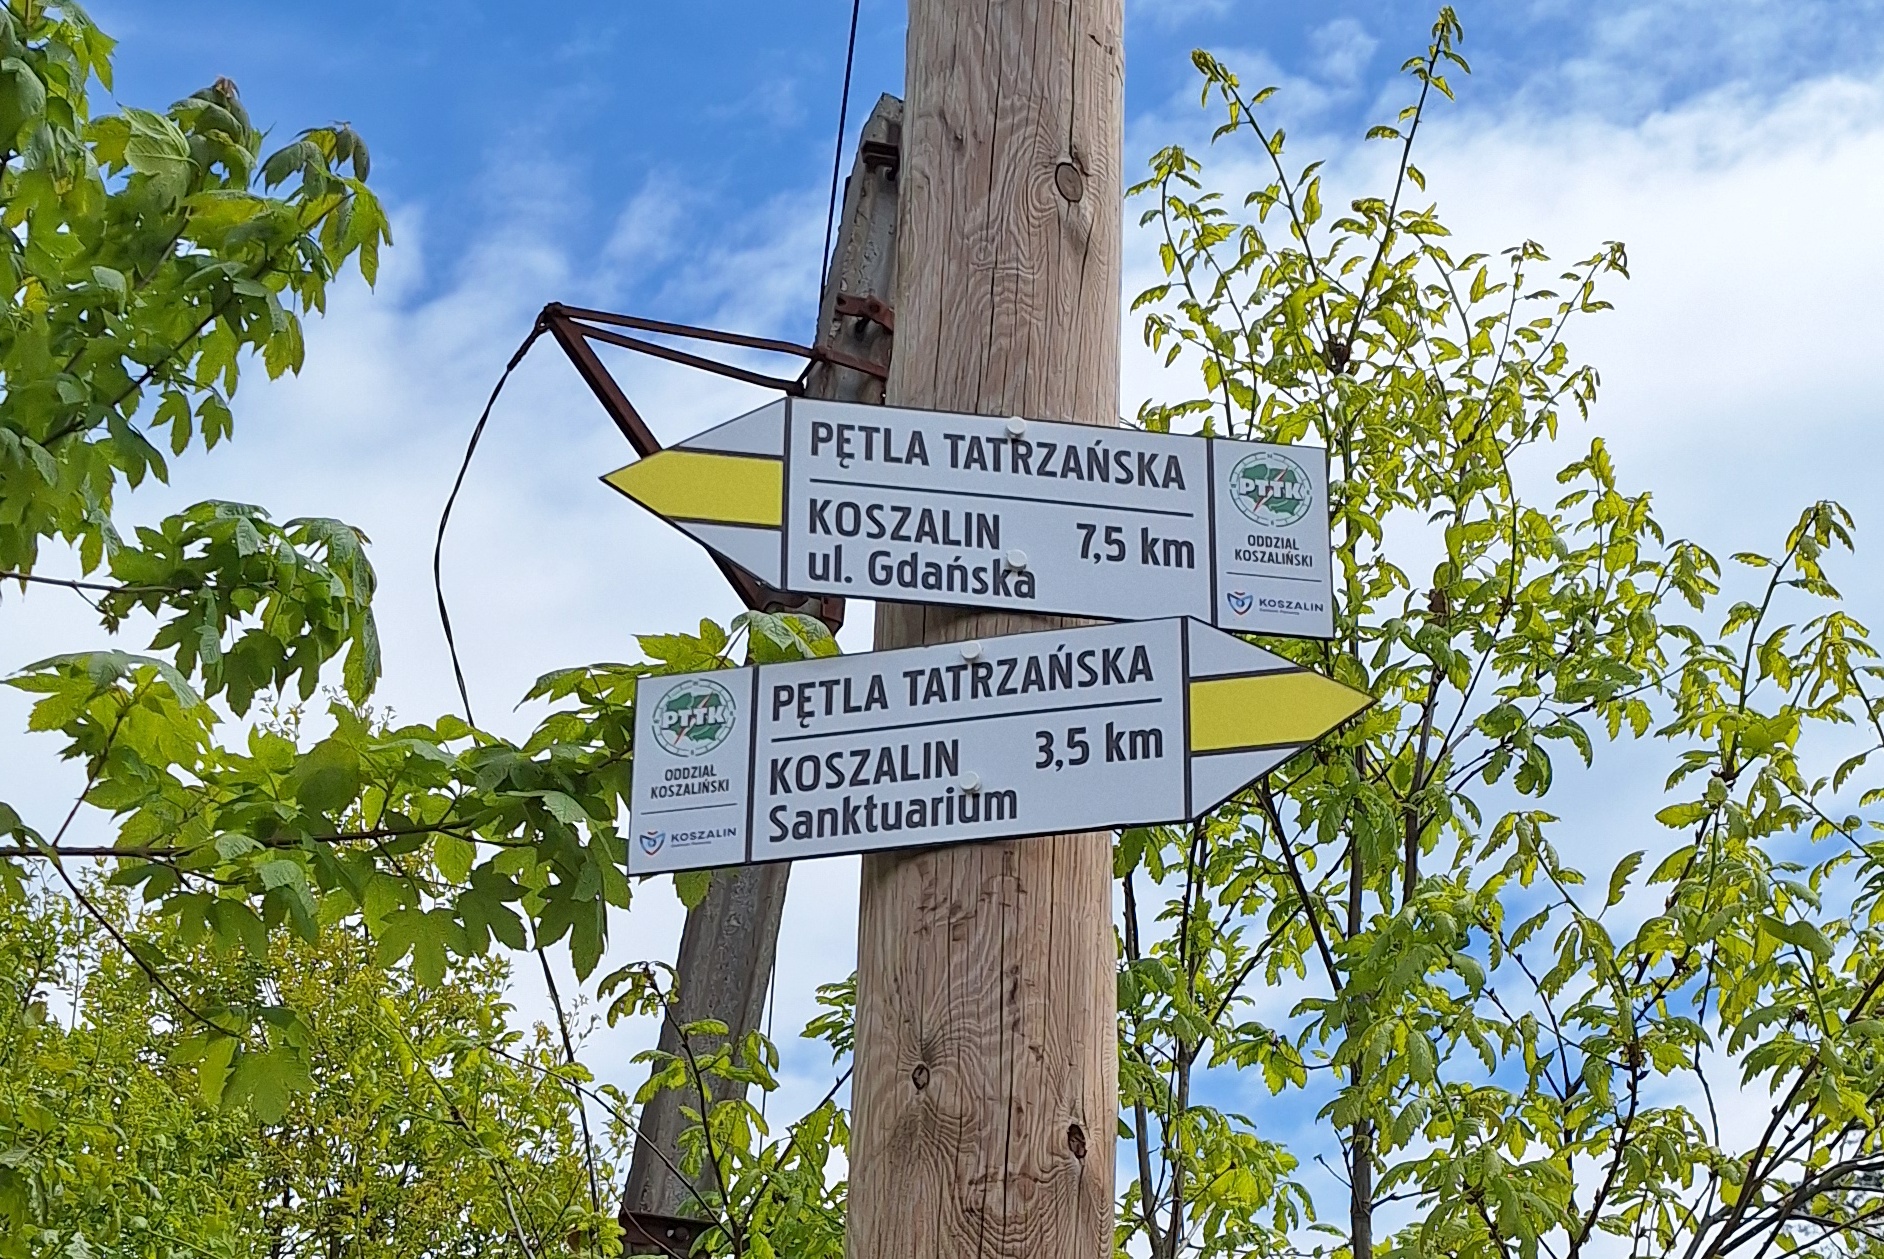 PĘTLA TATRZAŃSKA
KOSZALIN 7,5 km
ul. Gdańska
PTTK
ODDZIAŁ
KOSZALIŃSKI
KOSZALIN
PĘTLA TATRZAŃSKA
KOSZALIN 3,5 km
Sanktuarium
PTTK
ODDZIAŁ
KOSZALIŃSKI
KOSZALIN